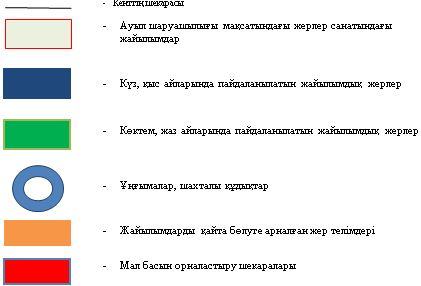 - Кенттің шекарасы
- Ауыл шаруашылығы мақсатындағы жерлер санатындағы
жайылымдар
- Күз, қыс айларында пайдаланылатын жайылымдық жерлер
- Көктем, жаз айларында пайдаланылатын жайылымдық жерлер
- Ұңғымалар, шахталы құдықтар
- Жайылымдарды қайта бөлуге арналған жер телімдері
- Мал басын орналастыру шекаралары